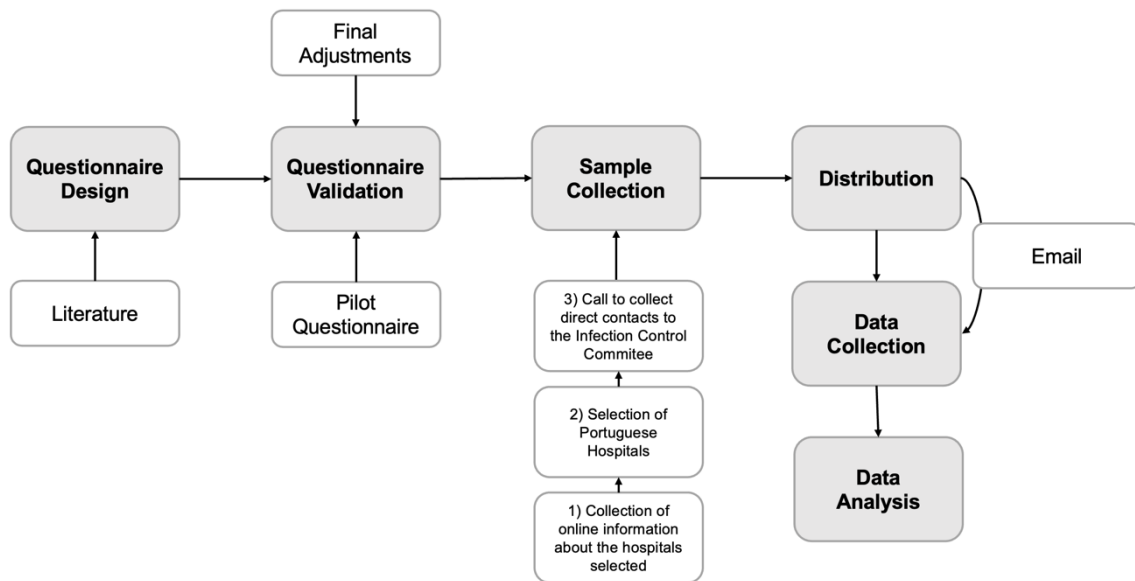 Final
Adjustments
Questionnaire
Design
Questionnaire
Validation
Sample
Collection
Distribution
Literature
Pilot
Questionnaire
3) Call to collect
direct contacts to
the Infection Control
Commitee
Email
Data
Collection
2) Selection of
Portuguese
Hospitals
Data
Analysis
1) Collection of
online information
about the hospitals
selected